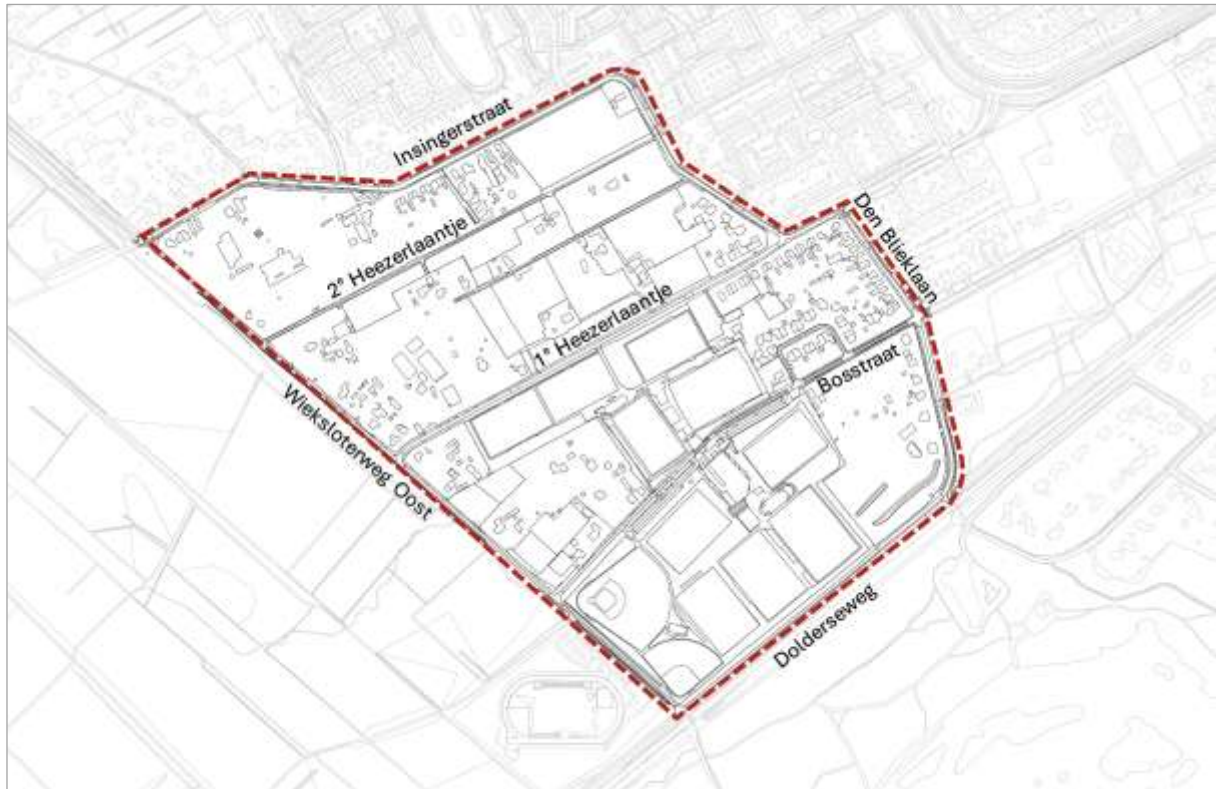 Insingerstraat
Den Blieklaan
2ᵉ Heezerlaantje
1ᵉ Heezerlaantje
Bosstraat
Wieksloterweg Oost
Dolderseweg